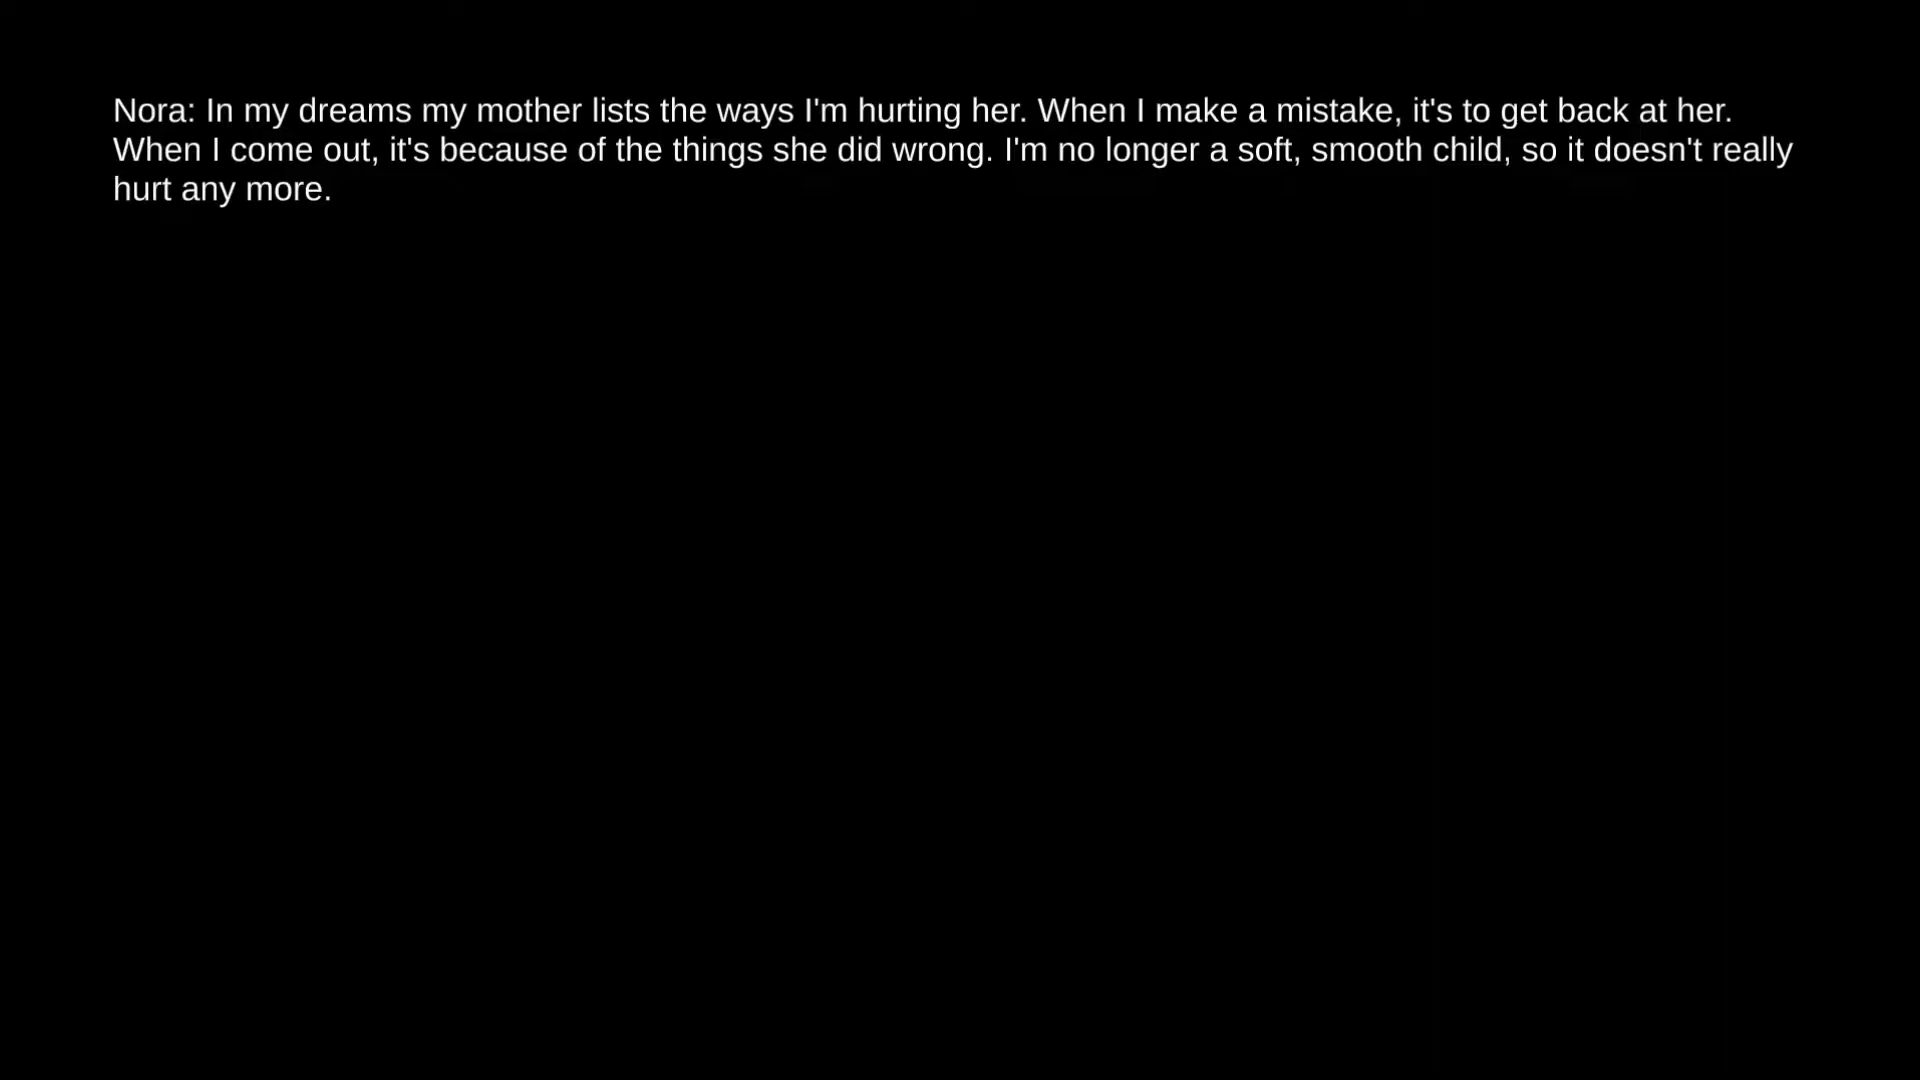 Nora: In my dreams my mother lists the ways I'm hurting her. When I make a mistake, it's to get back at her.
When I come out, it's because of the things she did wrong. I'm no longer a soft, smooth child, so it doesn't really
hurt any more.